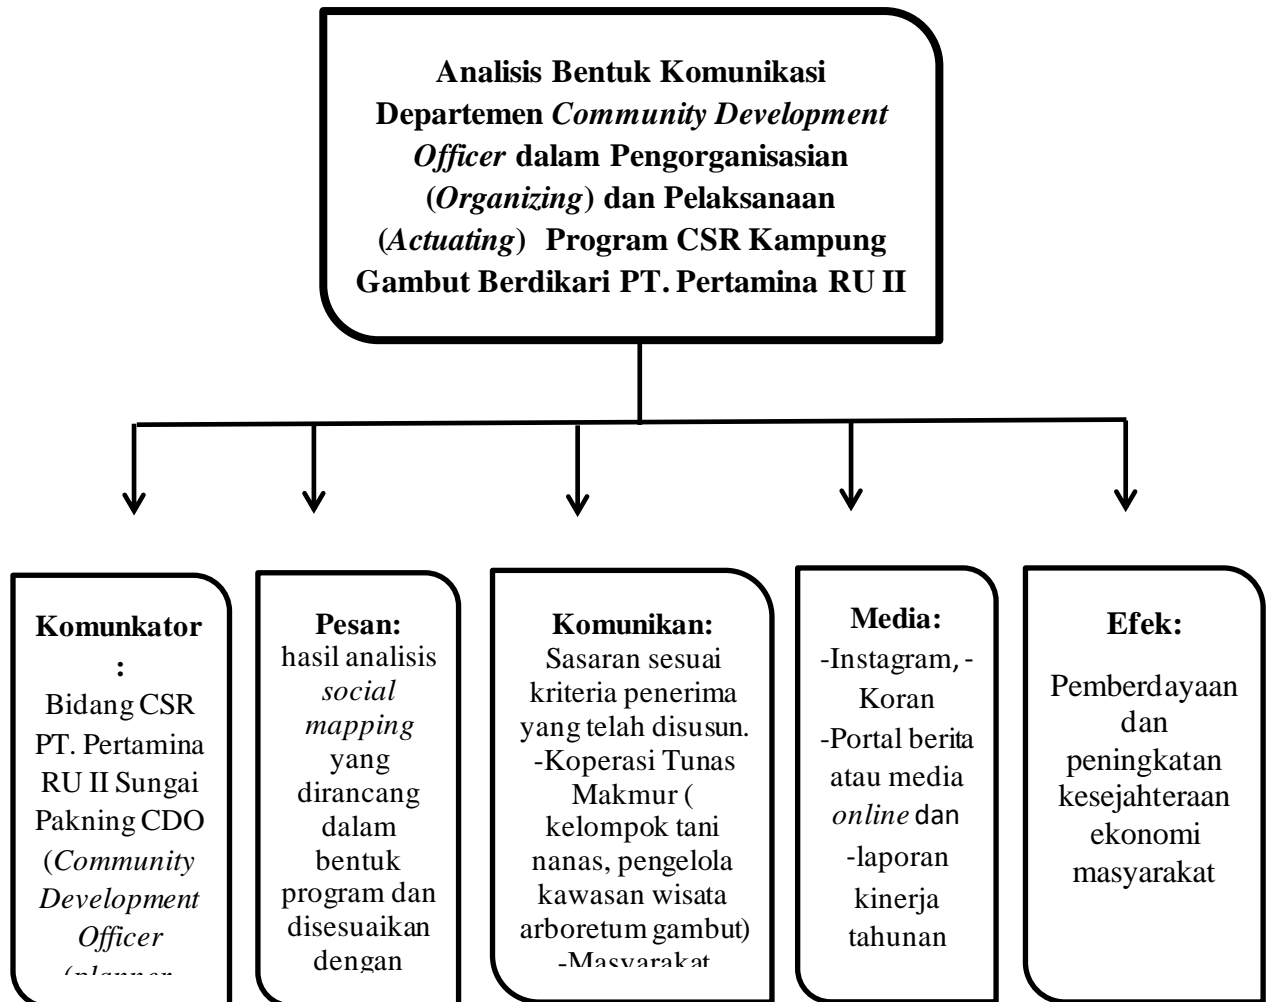 Analisis Bentuk Komunikasi
Departemen Community Development
Officer dalam Pengorganisasian
(Organizing) dan Pelaksanaan
(Actuating) Program CSR Kampung
Gambut Berdikari PT. Pertamina RU II
Komunkator
:
Bidang CSR
PT. Pertamina
RU II Sungai
Pakning CDO
(Community
Development
Officer
(planner
Pesan:
hasil analisis
social
mapping
yang
dirancang
dalam
bentuk
program dan
disesuaikan
dengan
Komunikan:
Sasaran sesuai
kriteria penerima
yang telah disusun.
-Koperasi Tunas
Makmur (
kelompok tani
nanas, pengelola
kawasan wisata
arboretum gambut)
-Masyarakat
Media:
-Instagram, -
Koran
-Portal berita
atau media
online dan
-laporan
kinerja
tahunan
Efek:
Pemberdayaan
dan
peningkatan
kesejahteraan
ekonomi
masyarakat